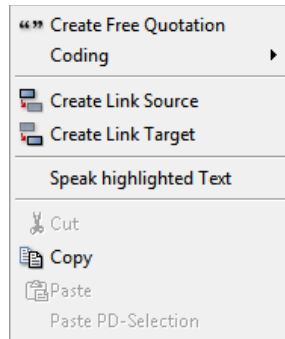 Create Free Quotation
Coding
Create Link Source
Create Link Target
Speak highlighted Text
Cut
Copy
Paste
Paste PD-Selection